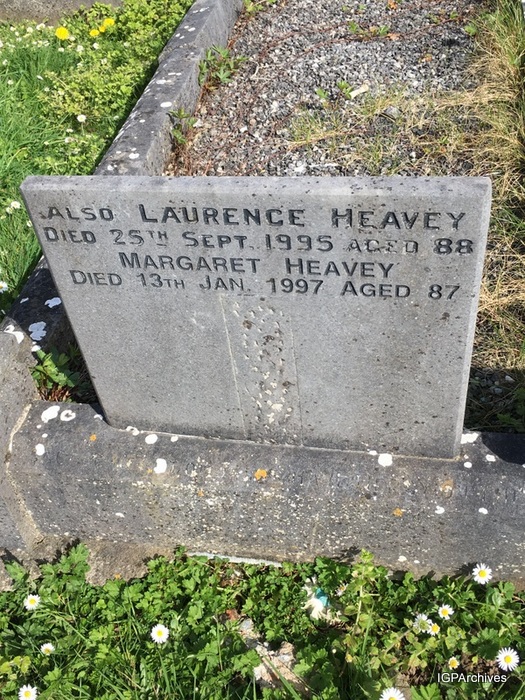 ALSO LAURENCE HEAVEY
DIED 25TH SEPT. 1995 AGED 88
MARGARET HEAVEY
DIED 13TH JAN. 1997 AGED 87
IGPArchives